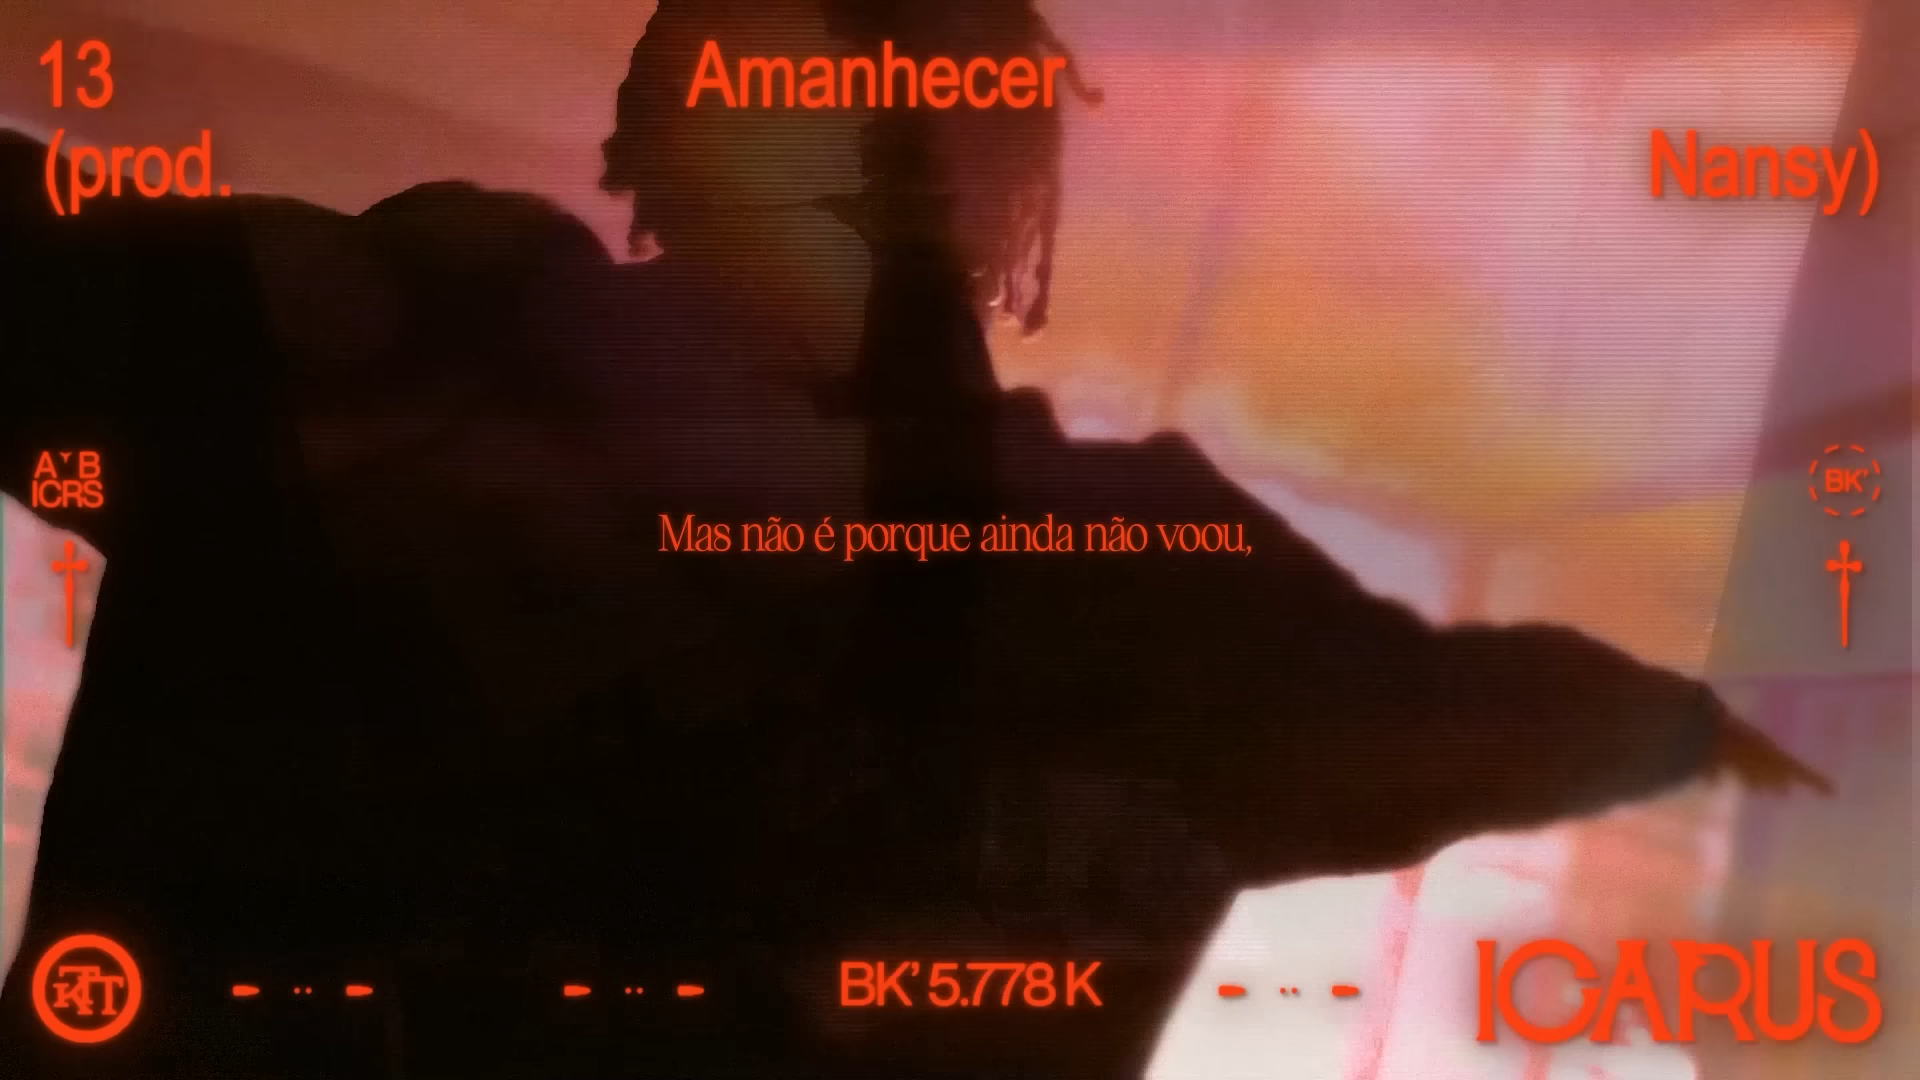 13 Amanhecer
(prod. Nansy)
A B
ICRS
BK'
Mas não é porque ainda não voou,
BK' 5.778 K
ICARUS